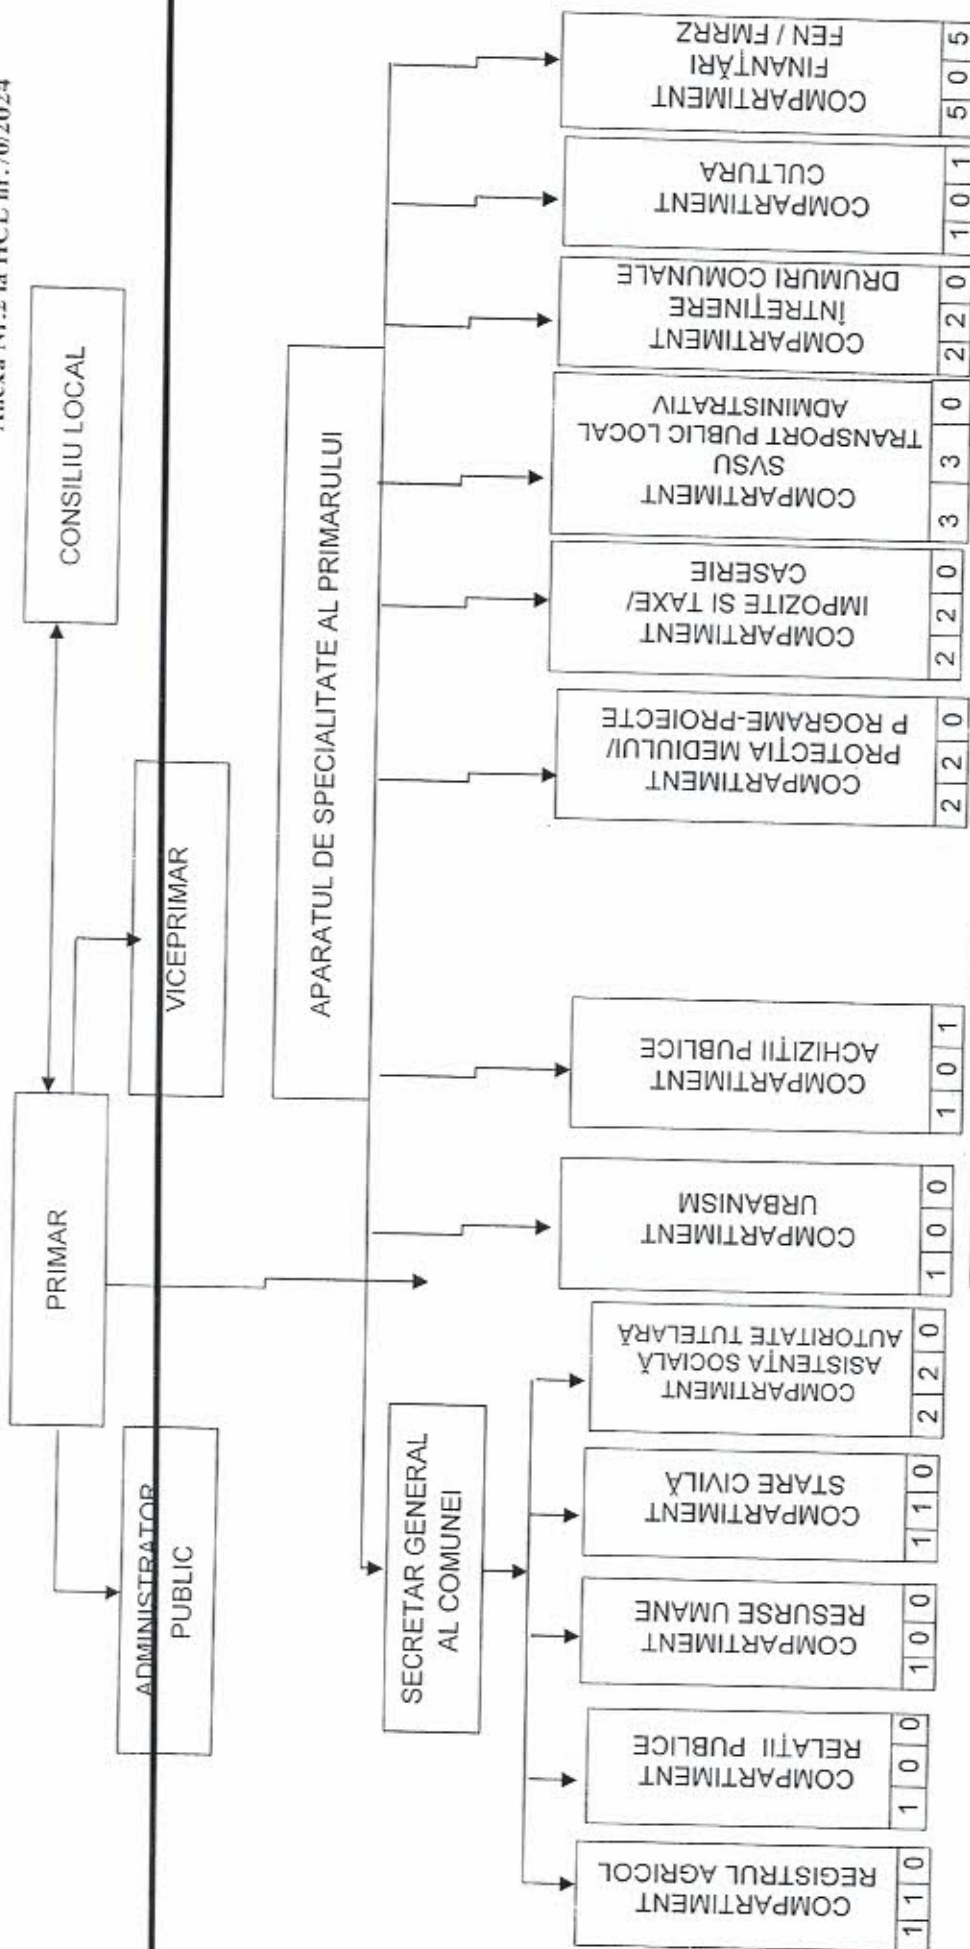 Anexa Nr.2 la HCL nr.76/2024
PRIMAR
CONSILIU LOCAL
ADMINISTRATOR
PUBLIC
VICEPRIMAR
APARATUL DE SPECIALITATE AL PRIMARULUI
SECRETAR GENERAL
AL COMUNEI
COMPARTIMENT
REGISTRUL AGRICOL
1 1 0
COMPARTIMENT
RELAȚII PUBLICE
1 0 0
COMPARTIMENT
RESURSE UMANE
1 0 0
COMPARTIMENT
STARE CIVILĂ
1 1 0
COMPARTIMENT
ASISTENȚA SOCIALĂ
AUTORITATE TUTELARĂ
2 2 0
COMPARTIMENT
URBANISM
1 0 0
COMPARTIMENT
ACHIZIȚII PUBLICE
1 0 1
COMPARTIMENT
PROTECȚIA MEDIULUI/
P ROGRAME-PROIECTE
2 2 0
COMPARTIMENT
IMPOZITE SI TAXE/
CASERIE
2 2 0
COMPARTIMENT
SVSU
TRANSPORT PUBLIC LOCAL
ADMINISTRATIV
3 3 0
COMPARTIMENT
ÎNTREȚINERE
DRUMURI COMUNALE
2 2 0
COMPARTIMENT
CULTURA
1 0 1
COMPARTIMENT
FINANȚĂRI
FEN / FMRRZ
5 0 5